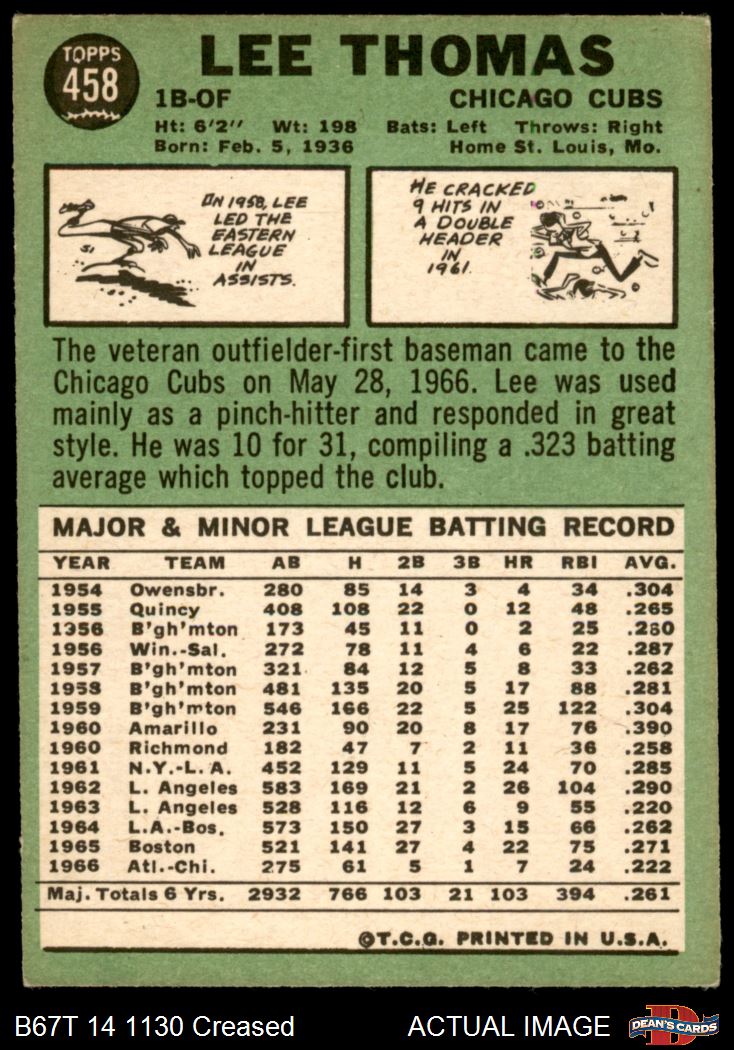 TOPPS
458
LEE THOMAS
1B-OF CHICAGO CUBS
Ht: 6'2" Wt: 198 Bats: Left Throws: Right
Born: Feb. 5, 1936 Home St. Louis, Mo.
IN 1958, LEE
LED THE
EASTERN
LEAGUE
IN
ASSISTS.
HE CRACKED
9 HITS IN
A DOUBLE
HEADER
IN
1961.
The veteran outfielder-first baseman came to the
Chicago Cubs on May 28, 1966. Lee was used
mainly as a pinch-hitter and responded in great
style. He was 10 for 31, compiling a .323 batting
average which topped the club.
MAJOR & MINOR LEAGUE BATTING RECORD
YEAR TEAM AB H 2B 3B HR RBI AVG.
1954 Owensbr. 280 85 14 3 4 34 .304
1955 Quincy 408 108 22 0 12 48 .265
1956 B'gh'mton 173 45 11 0 2 25 .260
1956 Win.-Sal. 272 78 11 4 6 22 .287
1957 B'gh'mton 321 84 12 5 8 33 .262
1958 B'gh'mton 481 135 20 5 17 88 .281
1959 B'gh'mton 546 166 22 5 25 122 .304
1960 Amarillo 231 90 20 8 17 76 .390
1960 Richmond 182 47 7 2 11 36 .258
1961 N.Y.-L.A. 452 129 11 5 24 70 .285
1962 L. Angeles 583 169 21 2 26 104 .290
1963 L. Angeles 528 116 12 6 9 55 .220
1964 L.A.-Bos. 573 150 27 3 15 66 .262
1965 Boston 521 141 27 4 22 75 .271
1966 Atl.-Chi. 275 61 5 1 7 24 .222
Maj. Totals 6 Yrs. 2932 766 103 21 103 394 .261
©T.C.G. PRINTED IN U.S.A.
B67T 14 1130 Creased ACTUAL IMAGE DEAN'S CARDS